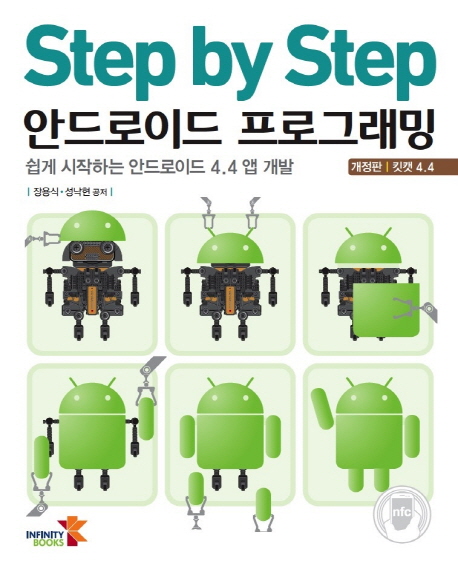 Step by Step
안드로이드 프로그래밍
쉽게 시작하는 안드로이드 4.4 앱 개발
개정판 | 킷캣 4.4
| 장용식·성낙현 공저 |
nfc
INFINITY
BOOKS